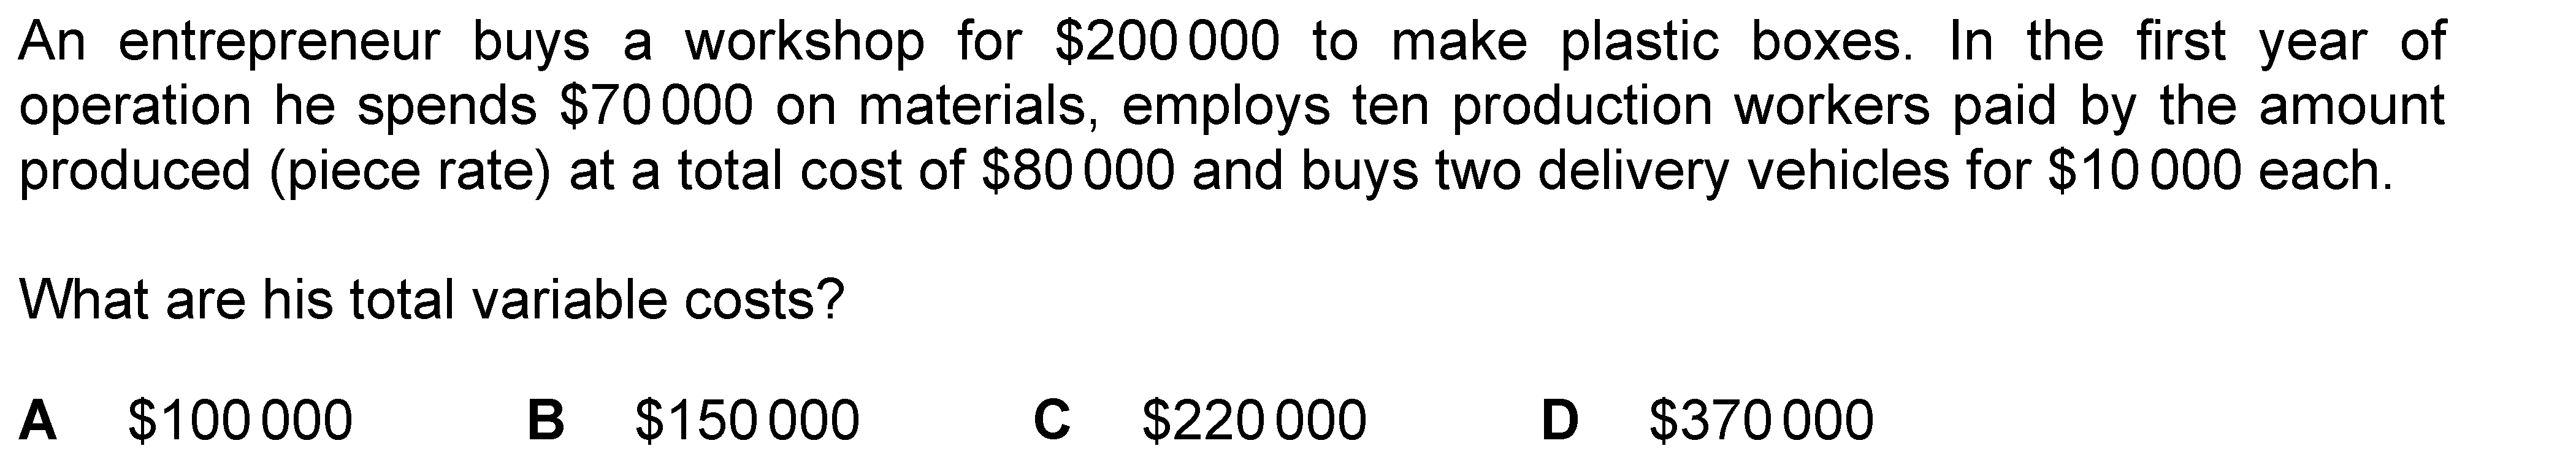 An entrepreneur buys a workshop for $200 000 to make plastic boxes. In the first year of
operation he spends $70 000 on materials, employs ten production workers paid by the amount
produced (piece rate) at a total cost of $80 000 and buys two delivery vehicles for $10 000 each.
What are his total variable costs?
A $100 000 B $150 000 C $220 000 D $370 000